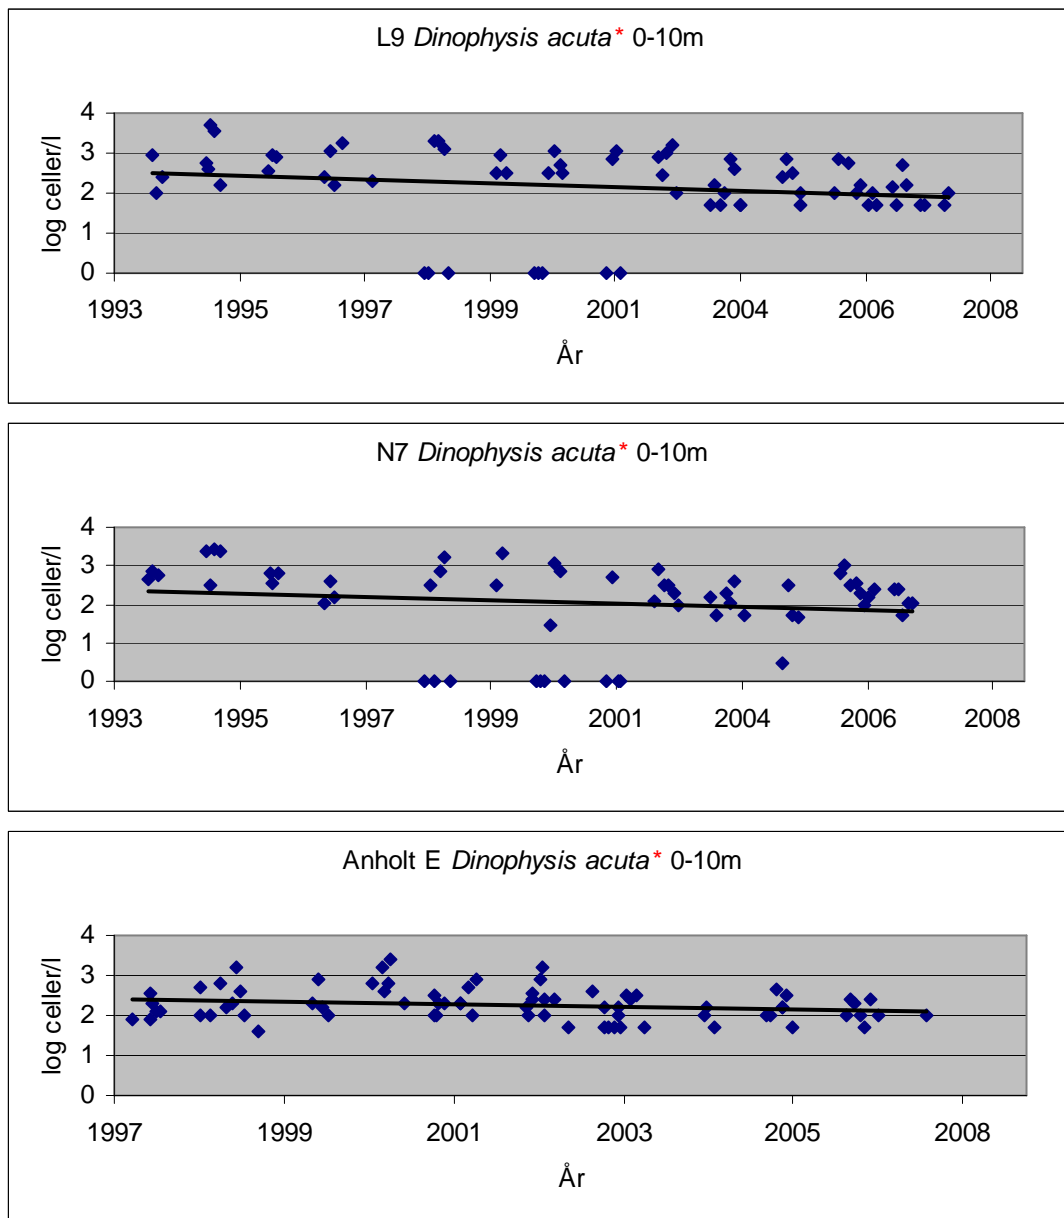 L9 Dinophysis acuta* 0-10m
4
3
2
1
0
log celler/l
1993 1995 1997 1999 2001 2004 2006 2008
År
N7 Dinophysis acuta* 0-10m
4
3
2
1
0
log celler/l
1993 1995 1997 1999 2001 2004 2006 2008
År
Anholt E Dinophysis acuta* 0-10m
4
3
2
1
0
log celler/l
1997 1999 2001 2003 2005 2008
År